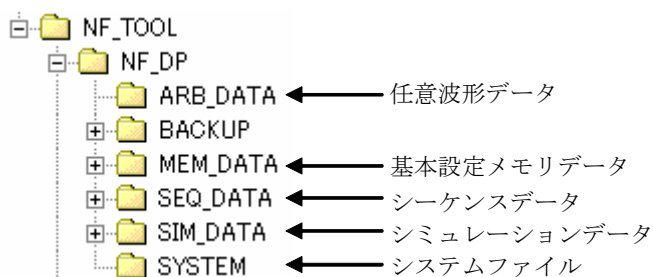 NF_TOOL
NF_DP
ARB_DATA 任意波形データ
BACKUP
MEM_DATA 基本設定メモリデータ
SEQ_DATA シーケンスデータ
SIM_DATA シミュレーションデータ
SYSTEM システムファイル